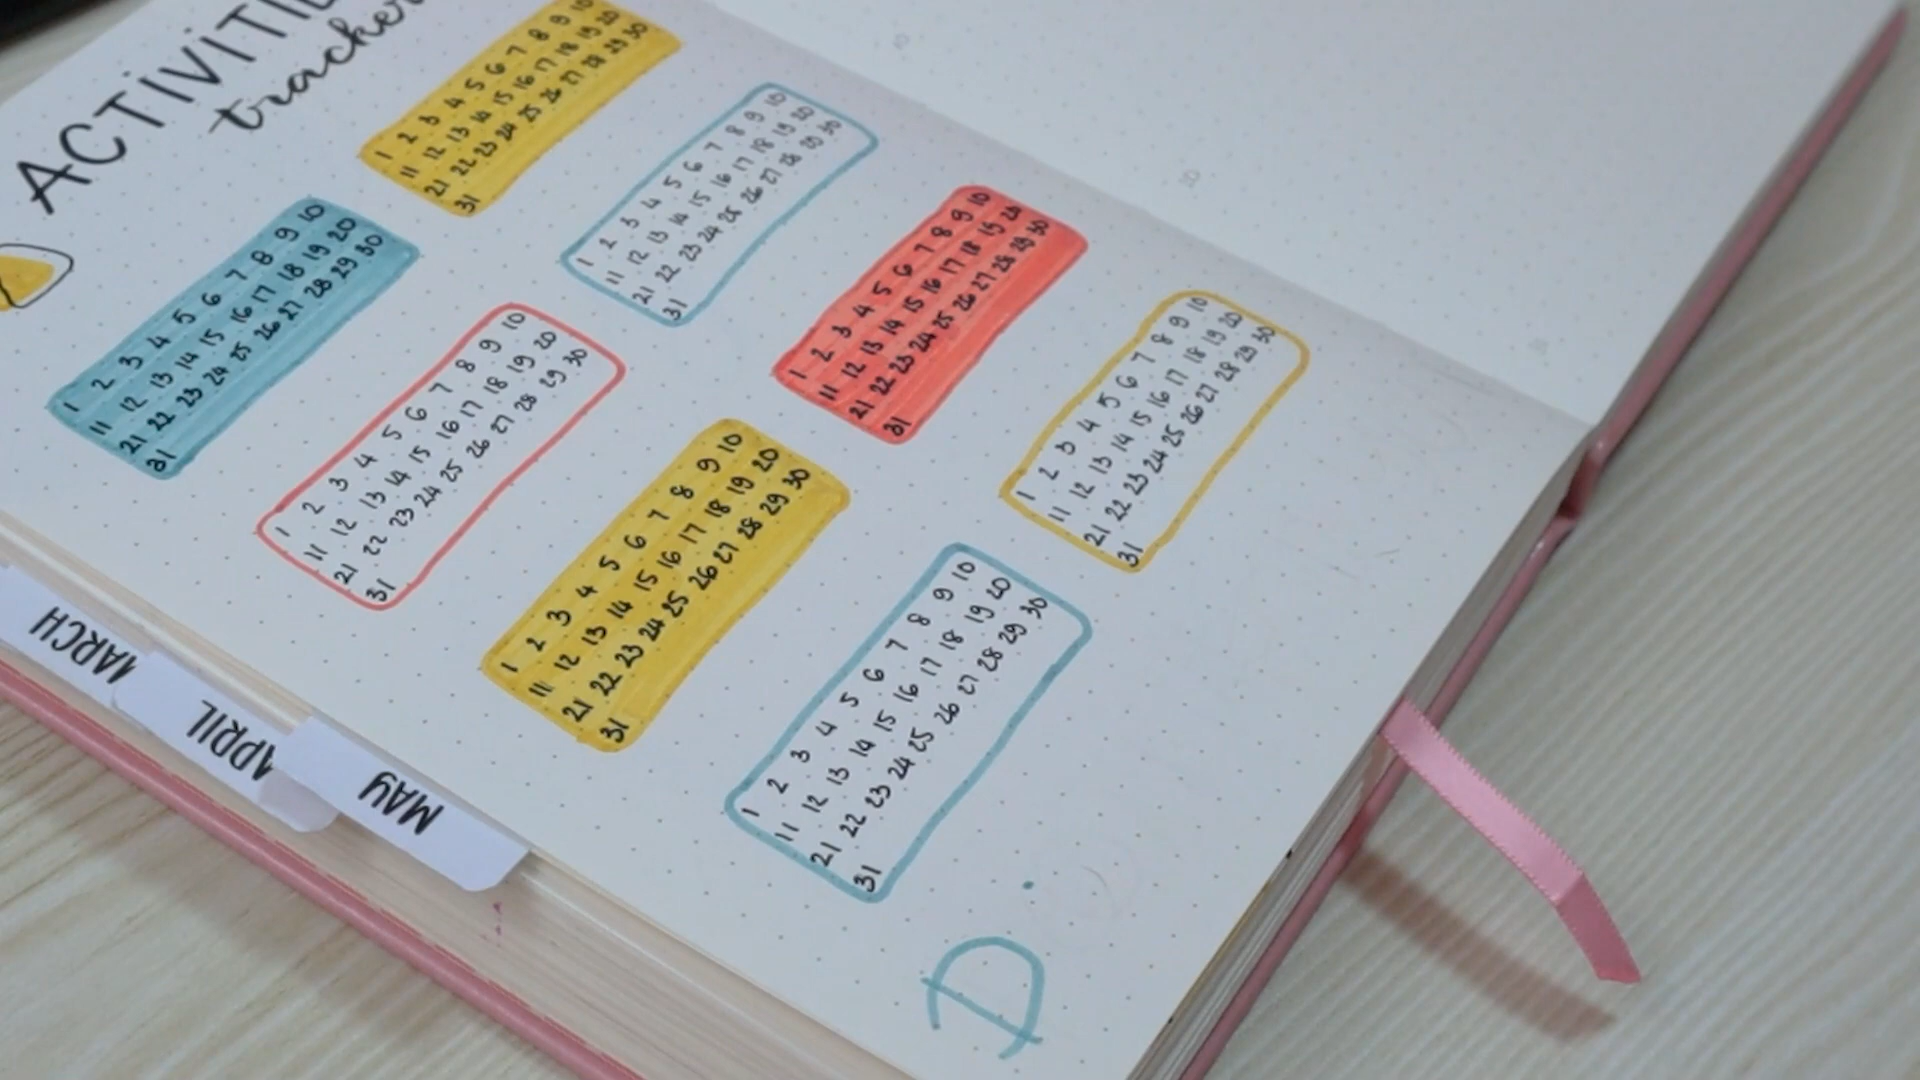 ACTIVITI
tracker
1 2 3 4 5 6 7 8 9 10
11 12 13 14 15 16 17 18 19 20
21 22 23 24 25 26 27 28 29 30
31
1 2 3 4 5 6 7 8 9 10
11 12 13 14 15 16 17 18 19 20
21 22 23 24 25 26 27 28 29 30
31
1 2 3 4 5 6 7 8 9 10
11 12 13 14 15 16 17 18 19 20
21 22 23 24 25 26 27 28 29 30
31
1 2 3 4 5 6 7 8 9 10
11 12 13 14 15 16 17 18 19 20
21 22 23 24 25 26 27 28 29 30
31
1 2 3 4 5 6 7 8 9 10
11 12 13 14 15 16 17 18 19 20
21 22 23 24 25 26 27 28 29 30
31
1 2 3 4 5 6 7 8 9 10
11 12 13 14 15 16 17 18 19 20
21 22 23 24 25 26 27 28 29 30
31
1 2 3 4 5 6 7 8 9 10
11 12 13 14 15 16 17 18 19 20
21 22 23 24 25 26 27 28 29 30
31
1 2 3 4 5 6 7 8 9 10
11 12 13 14 15 16 17 18 19 20
21 22 23 24 25 26 27 28 29 30
31
D
MARCH
APRIL
MAY